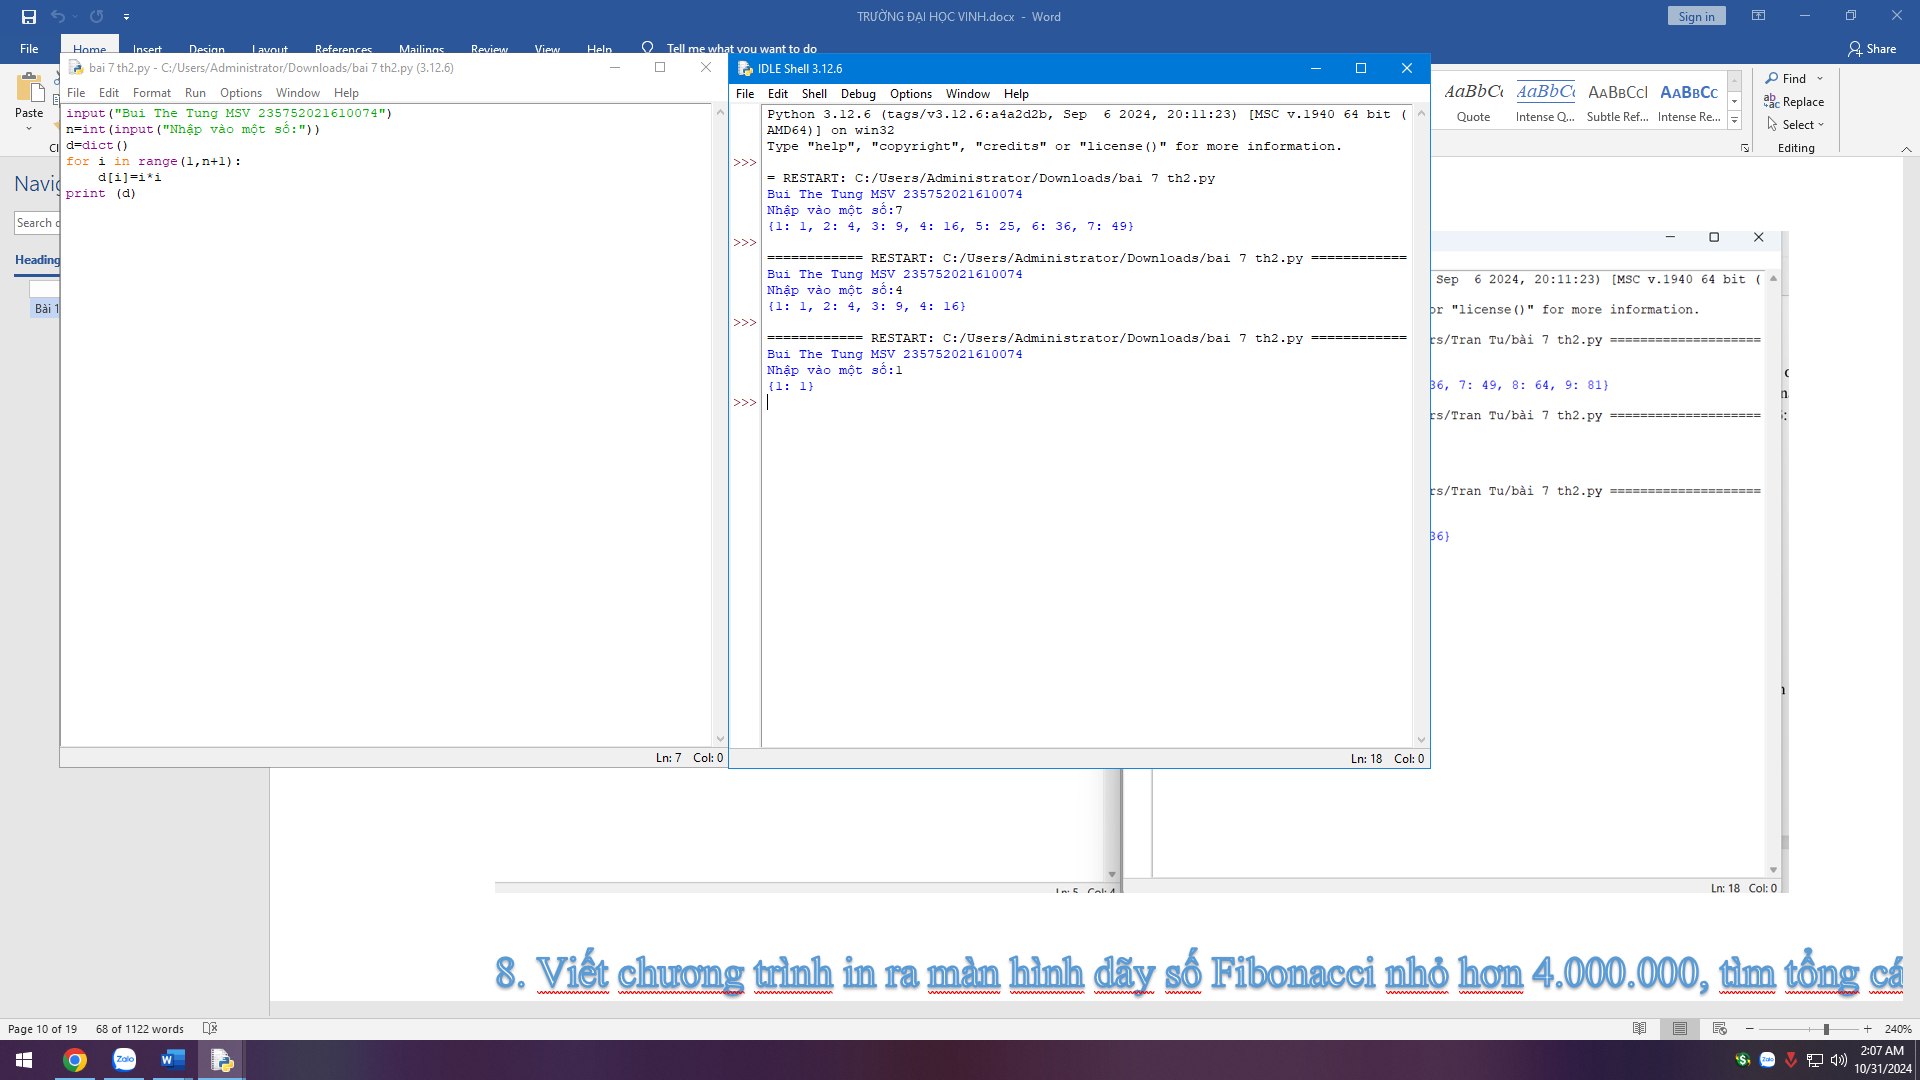 TRƯỜNG ĐẠI HỌC VINH.docx - Word
Sign in
File Home Insert Design Layout References Mailings Review View Help Tell me what you want to do
Share
Paste
AaBbCc AaBbCc AaBbCc AaBbCc
Quote Intense Q... Subtle Ref... Intense Re...
Find
Replace
Select
Editing
Search
Heading
Bài 1
bai 7 th2.py - C:/Users/Administrator/Downloads/bai 7 th2.py (3.12.6)
File Edit Format Run Options Window Help
input("Bui The Tung MSV 235752021610074")
n=int(input("Nhập vào một số:"))
d=dict()
for i in range(1,n+1):
    d[i]=i*i
print (d)
Ln: 7 Col: 0
IDLE Shell 3.12.6
File Edit Shell Debug Options Window Help
Python 3.12.6 (tags/v3.12.6:a4a2d2b, Sep  6 2024, 20:11:23) [MSC v.1940 64 bit (
AMD64)] on win32
Type "help", "copyright", "credits" or "license()" for more information.
>>>
= RESTART: C:/Users/Administrator/Downloads/bai 7 th2.py
Bui The Tung MSV 235752021610074
Nhập vào một số:7
{1: 1, 2: 4, 3: 9, 4: 16, 5: 25, 6: 36, 7: 49}
>>>
============ RESTART: C:/Users/Administrator/Downloads/bai 7 th2.py ============
Bui The Tung MSV 235752021610074
Nhập vào một số:4
{1: 1, 2: 4, 3: 9, 4: 16}
>>>
============ RESTART: C:/Users/Administrator/Downloads/bai 7 th2.py ============
Bui The Tung MSV 235752021610074
Nhập vào một số:1
{1: 1}
>>>
Ln: 18 Col: 0
Sep  6 2024, 20:11:23) [MSC v.1940 64 bit (
or "license()" for more information.
rs/Tran Tu/bài 7 th2.py ====================
36, 7: 49, 8: 64, 9: 81}
rs/Tran Tu/bài 7 th2.py ====================
rs/Tran Tu/bài 7 th2.py ====================
36}
Ln: 5 Col: 4
Ln: 18 Col: 0
8. Viết chương trình in ra màn hình dãy số Fibonacci nhỏ hơn 4.000.000, tìm tổng
Page 10 of 19 68 of 1122 words
240%
Zalo
2:07 AM
10/31/2024